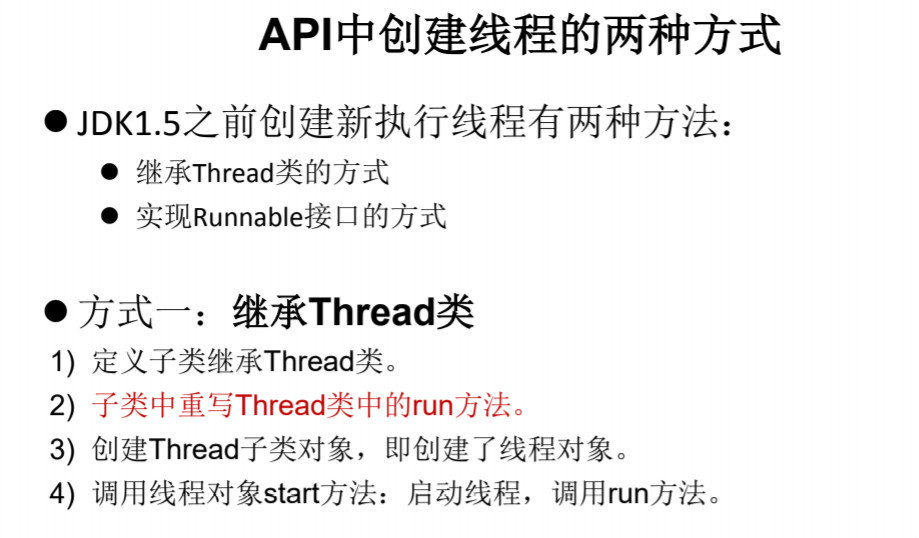 API中创建线程的两种方式
● JDK1.5之前创建新执行线程有两种方法：
● 继承Thread类的方式
● 实现Runnable接口的方式
● 方式一：继承Thread类
1) 定义子类继承Thread类。
2) 子类中重写Thread类中的run方法。
3) 创建Thread子类对象，即创建了线程对象。
4) 调用线程对象start方法：启动线程，调用run方法。